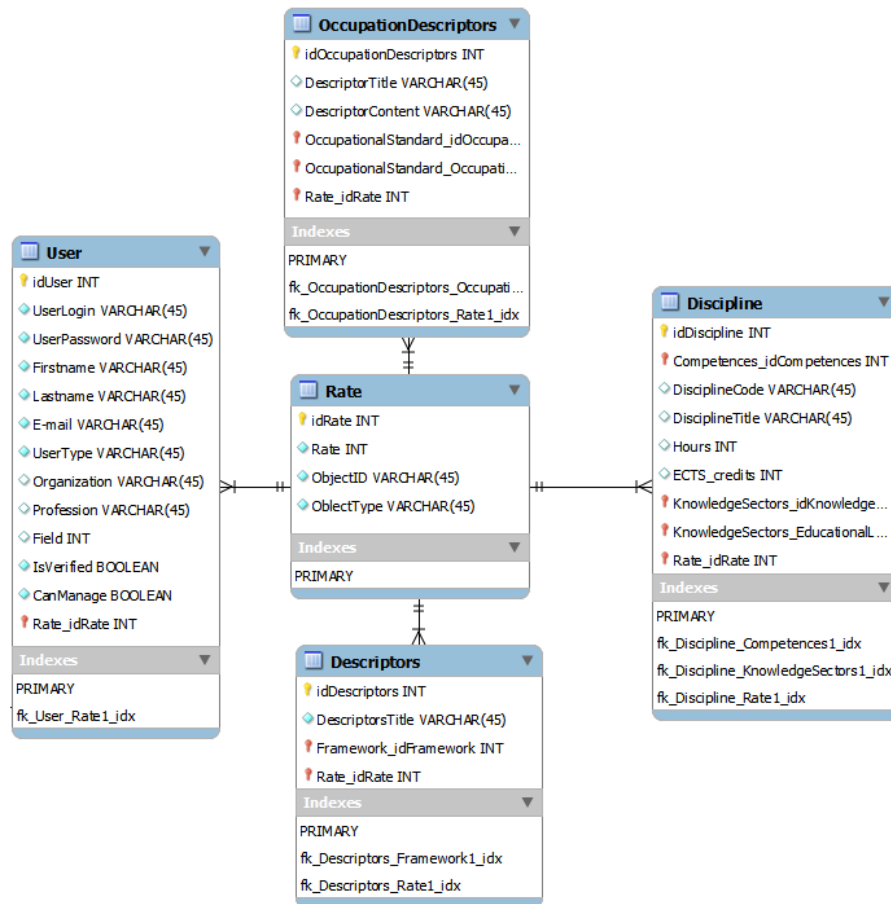 OccupationDescriptors
idOccupationDescriptors INT
DescriptorTitle VARCHAR(45)
DescriptorContent VARCHAR(45)
OccupationalStandard_idOccupa...
OccupationalStandard_Occupati...
Rate_idRate INT
Indexes
PRIMARY
fk_OccupationDescriptors_Occupati...
fk_OccupationDescriptors_Rate1_idx
User
idUser INT
UserLogin VARCHAR(45)
UserPassword VARCHAR(45)
Firstname VARCHAR(45)
Lastname VARCHAR(45)
E-mail VARCHAR(45)
UserType VARCHAR(45)
Organization VARCHAR(45)
Profession VARCHAR(45)
Field INT
IsVerified BOOLEAN
CanManage BOOLEAN
Rate_idRate INT
Indexes
PRIMARY
fk_User_Rate1_idx
Rate
idRate INT
Rate INT
ObjectID VARCHAR(45)
OblectType VARCHAR(45)
Indexes
PRIMARY
Discipline
idDiscipline INT
Competences_idCompetences INT
DisciplineCode VARCHAR(45)
DisciplineTitle VARCHAR(45)
Hours INT
ECTS_credits INT
KnowledgeSectors_idKnowledge...
KnowledgeSectors_EducationalL...
Rate_idRate INT
Indexes
PRIMARY
fk_Discipline_Competences1_idx
fk_Discipline_KnowledgeSectors1_idx
fk_Discipline_Rate1_idx
Descriptors
idDescriptors INT
DescriptorsTitle VARCHAR(45)
Framework_idFramework INT
Rate_idRate INT
Indexes
PRIMARY
fk_Descriptors_Framework1_idx
fk_Descriptors_Rate1_idx